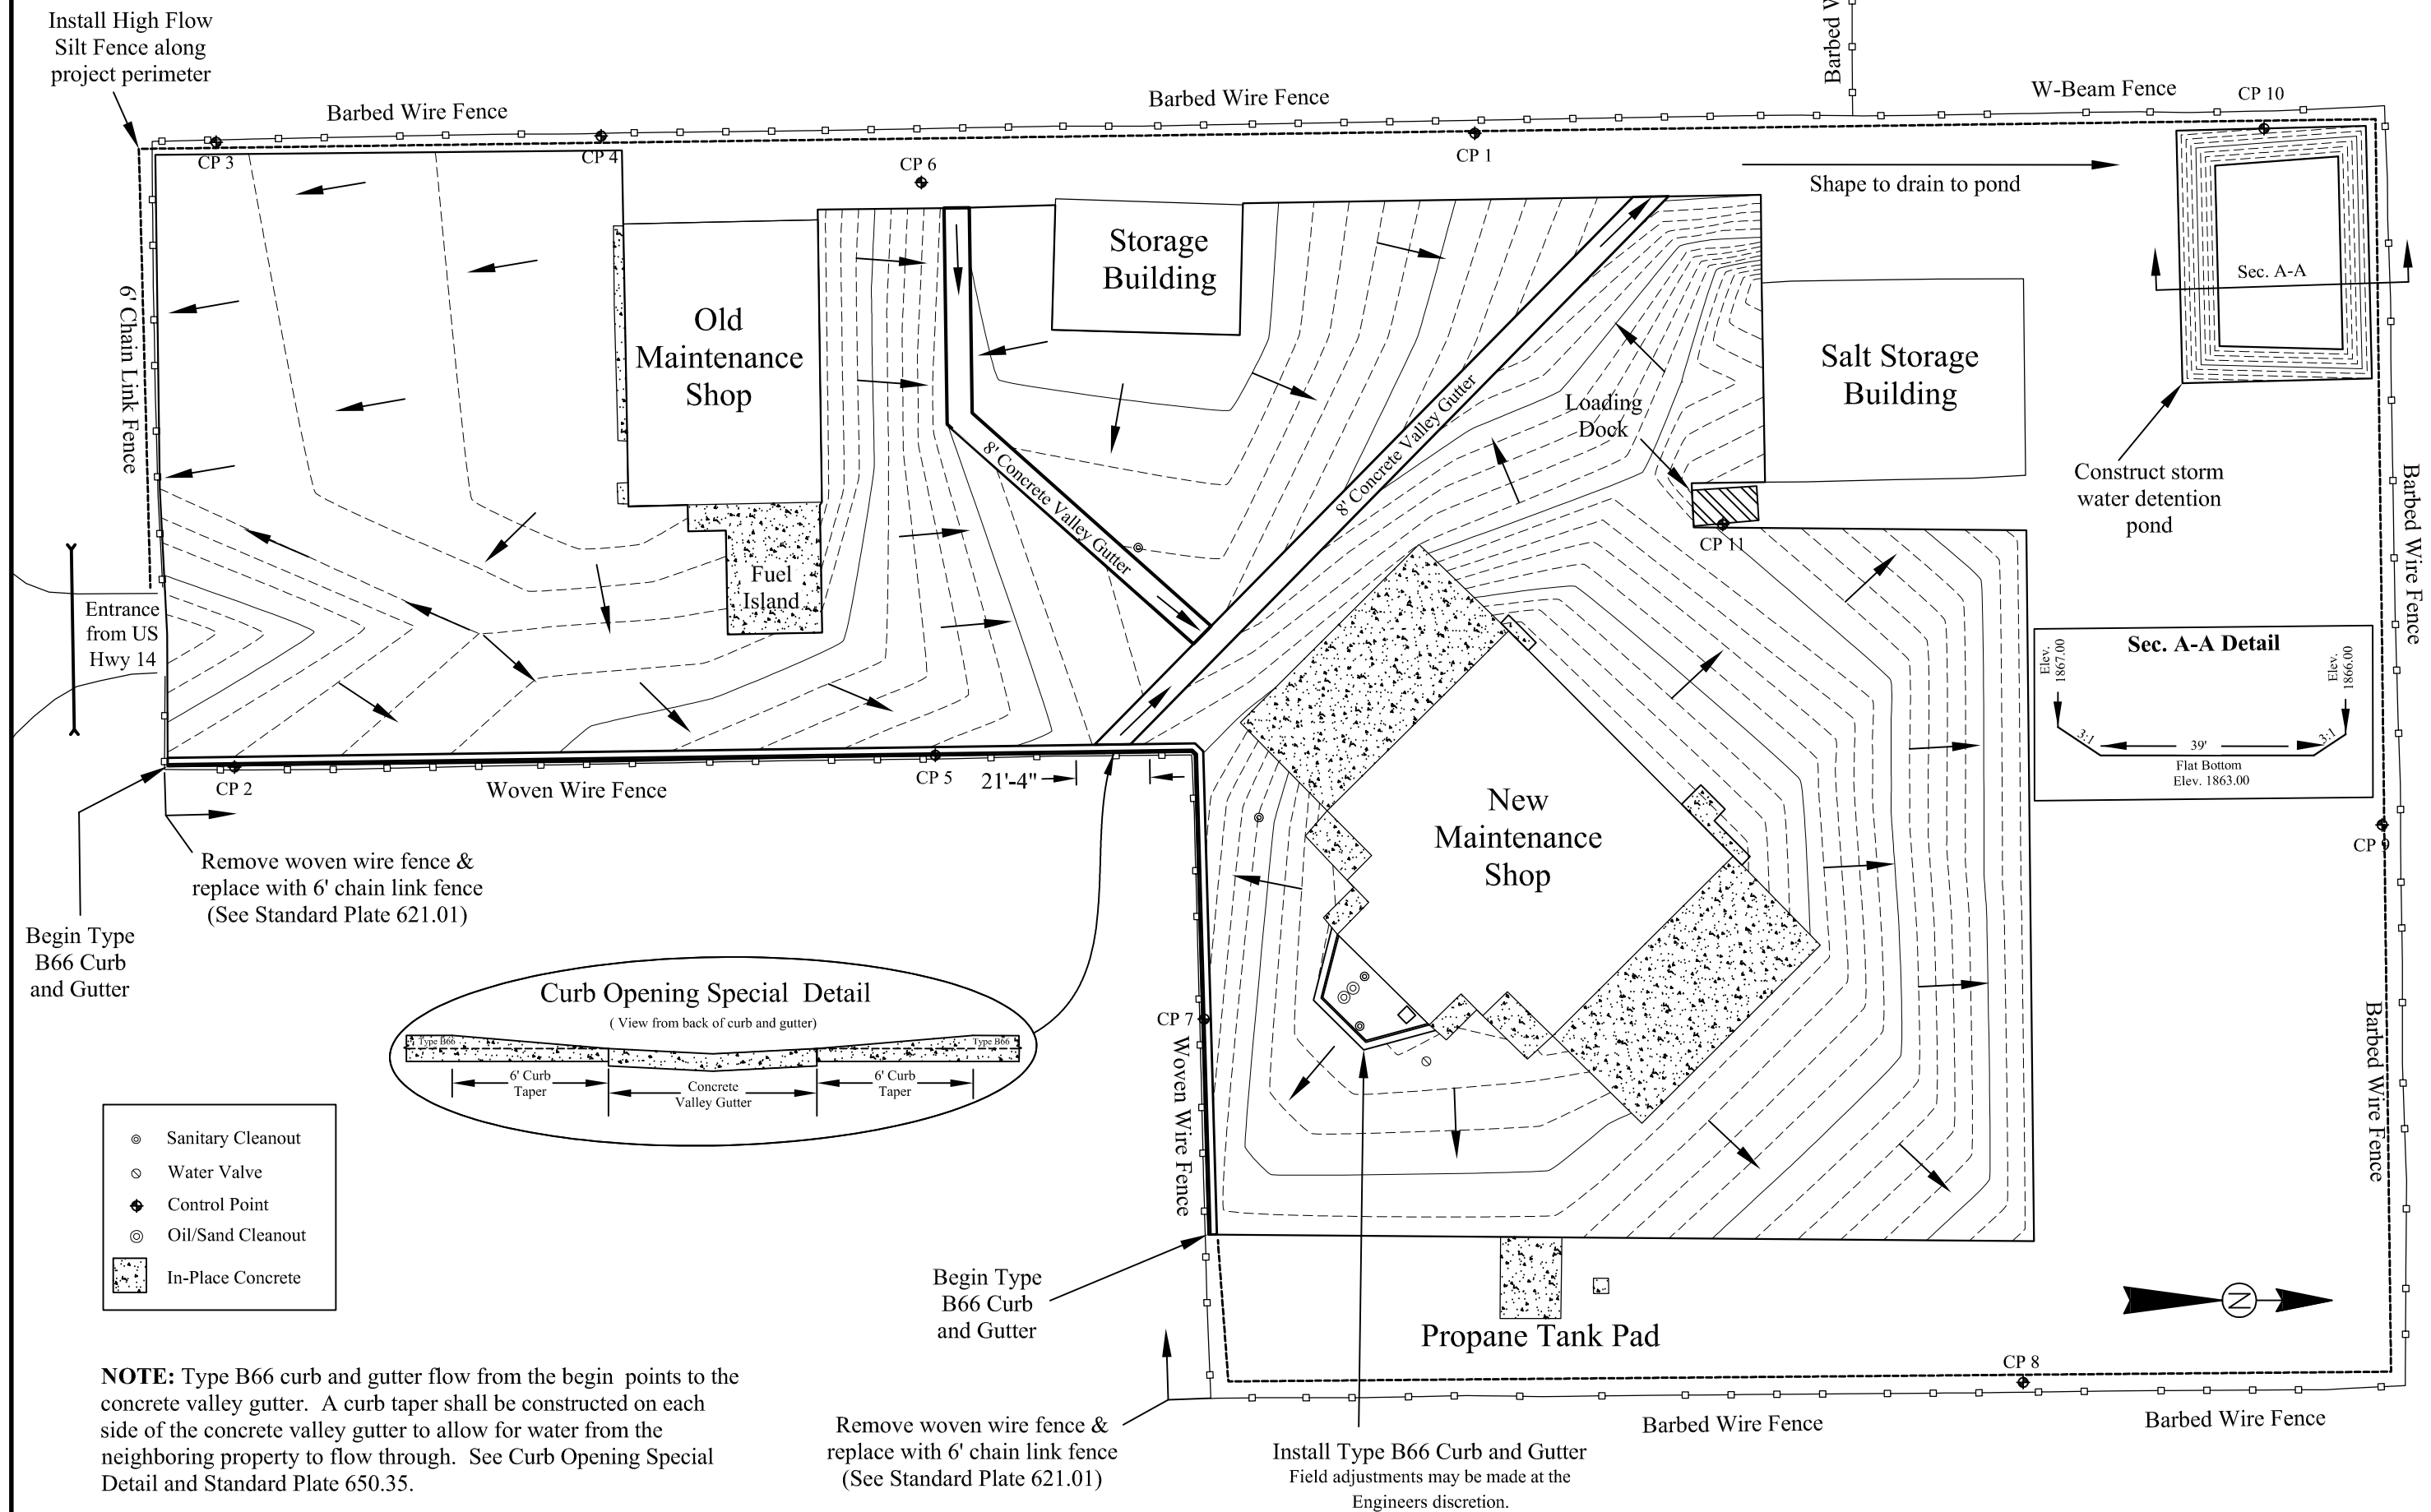 Install High Flow
Silt Fence along
project perimeter
Barbed Wire Fence
Barbed Wire Fence
Barbed W
W-Beam Fence
CP 10
CP 3
CP 4
CP 6
CP 1
Shape to drain to pond
6' Chain Link Fence
Old
Maintenance
Shop
Storage
Building
Salt Storage
Building
Sec. A-A
Loading
Dock
8' Concrete Valley Gutter
8' Concrete Valley Gutter
Construct storm
water detention
pond
Barbed Wire Fence
CP 11
Fuel
Island
Entrance
from US
Hwy 14
Sec. A-A Detail
Elev.
1867.00
Elev.
1866.00
3:1
39'
3:1
Flat Bottom
Elev. 1863.00
CP 2
Woven Wire Fence
CP 5
21'-4"
New
Maintenance
Shop
CP 9
Remove woven wire fence &
replace with 6' chain link fence
(See Standard Plate 621.01)
Begin Type
B66 Curb
and Gutter
Curb Opening Special Detail
( View from back of curb and gutter)
Type B66
Type B66
6' Curb
Taper
Concrete
Valley Gutter
6' Curb
Taper
CP 7
Woven Wire Fence
Barbed Wire Fence
Sanitary Cleanout
Water Valve
Control Point
Oil/Sand Cleanout
In-Place Concrete
Begin Type
B66 Curb
and Gutter
Propane Tank Pad
N
CP 8
NOTE: Type B66 curb and gutter flow from the begin points to the
concrete valley gutter. A curb taper shall be constructed on each
side of the concrete valley gutter to allow for water from the
neighboring property to flow through. See Curb Opening Special
Detail and Standard Plate 650.35.
Remove woven wire fence &
replace with 6' chain link fence
(See Standard Plate 621.01)
Install Type B66 Curb and Gutter
Field adjustments may be made at the
Engineers discretion.
Barbed Wire Fence
Barbed Wire Fence